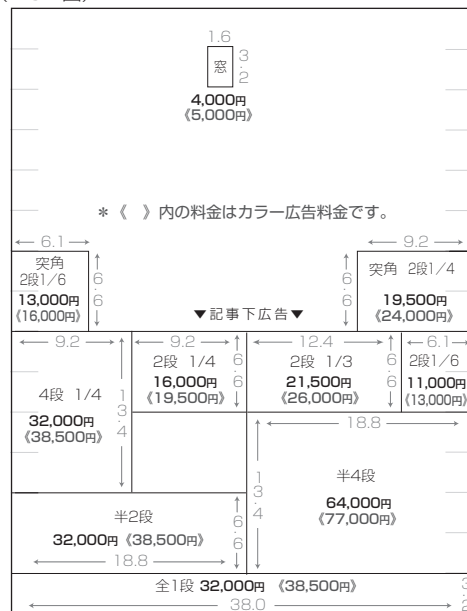 1.6
窓
3.2
4,000円
《5,000円》
＊《　》内の料金はカラー広告料金です。
6.1
突角
2段1/6
13,000円
《16,000円》
6.6
9.2
突角 2段1/4
19,500円
《24,000円》
6.6
▼記事下広告▼
9.2
4段 1/4
32,000円
《38,500円》
13.4
9.2
2段 1/4
16,000円
《19,500円》
6.6
12.4
2段 1/3
21,500円
《26,000円》
6.6
6.1
2段1/6
11,000円
《13,000円》
18.8
半4段
64,000円
《77,000円》
13.4
半2段
32,000円《38,500円》
18.8
6.6
全1段 32,000円 《38,500円》
38.0